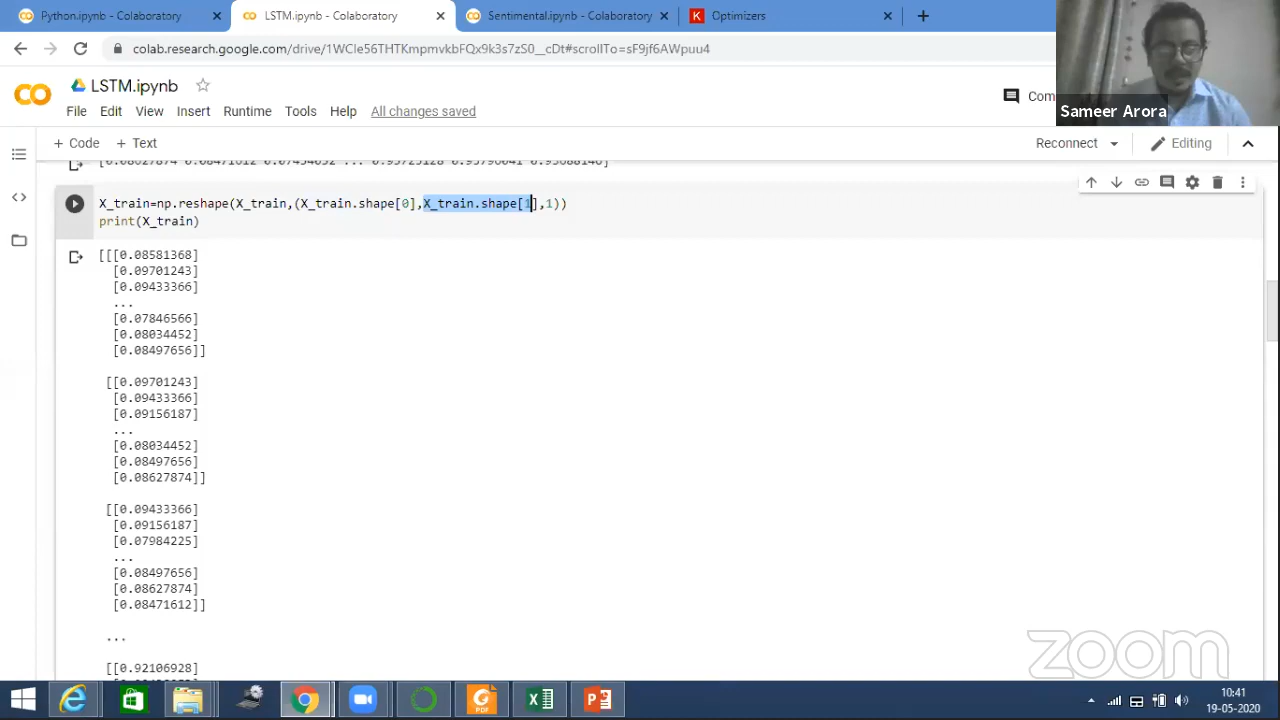 Python.ipynb - Colaboratory
LSTM.ipynb - Colaboratory
Sentimental.ipynb - Colaboratory
K Optimizers
colab.research.google.com/drive/1WCle56THTKmpmvkbFQx9k3s7zS0__cDt#scrollTo=sF9jf6AWpuu4
LSTM.ipynb
Com
Sameer Arora
File Edit View Insert Runtime Tools Help All changes saved
+ Code + Text
Reconnect
Editing
X_train=np.reshape(X_train,(X_train.shape[0],X_train.shape[1],1))
print(X_train)
[[[0.08581368]
[0.09701243]
[0.09433366]
...
[0.07846566]
[0.08034452]
[0.08497656]]
[[0.09701243]
[0.09433366]
[0.09156187]
...
[0.08034452]
[0.08497656]
[0.08627874]]
[[0.09433366]
[0.09156187]
[0.07984225]
...
[0.08497656]
[0.08627874]
[0.08471612]]
...
[[0.92106928]
zoom
PDF
10:41
19-05-2020